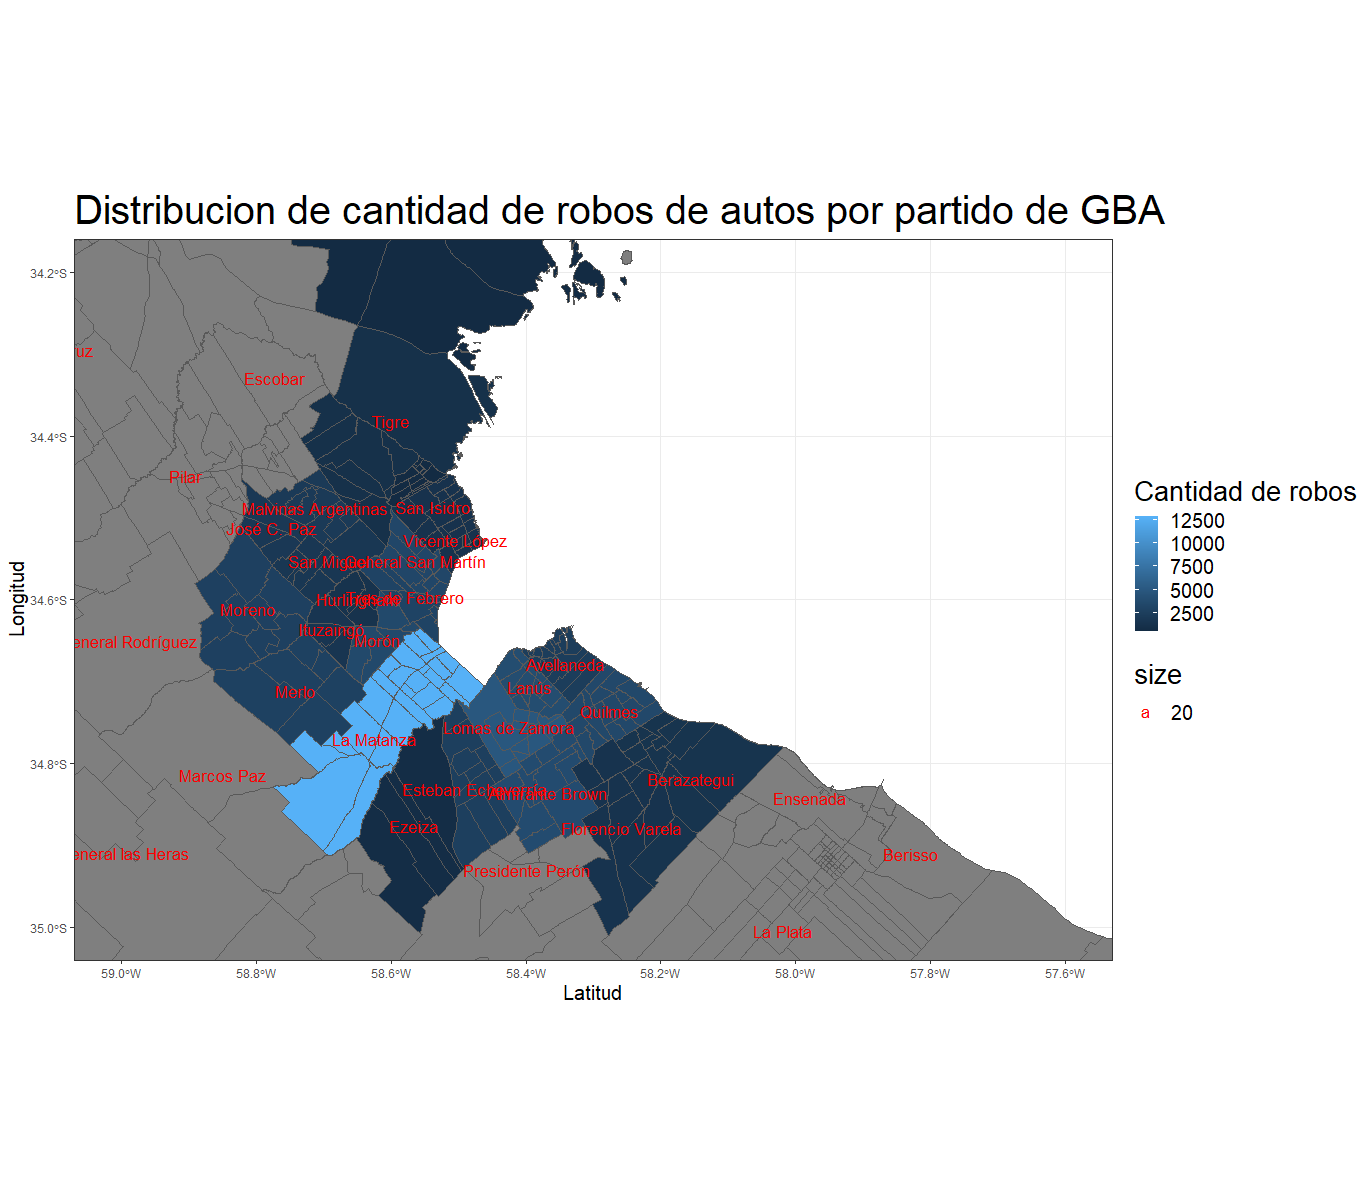 Distribucion de cantidad de robos de autos por partido de GBA
34.2°S
34.4°S
34.6°S
34.8°S
35.0°S
Longitud
uz
Escobar
Tigre
Pilar
Malvinas Argentinas
San Isidro
José C. Paz
Vicente López
San Miguel
General San Martín
Hurlingham
Tres de Febrero
Moreno
Ituzaingó
Morón
eneral Rodríguez
Avellaneda
Merlo
Lanús
Quilmes
Lomas de Zamora
La Matanza
Marcos Paz
Berazategui
Esteban Echeverría
Almirante Brown
Ensenada
Ezeiza
Florencio Varela
eneral las Heras
Berisso
Presidente Perón
La Plata
59.0°W
58.8°W
58.6°W
58.4°W
58.2°W
58.0°W
57.8°W
57.6°W
Latitud
Cantidad de robos
12500
10000
7500
5000
2500
size
a 20